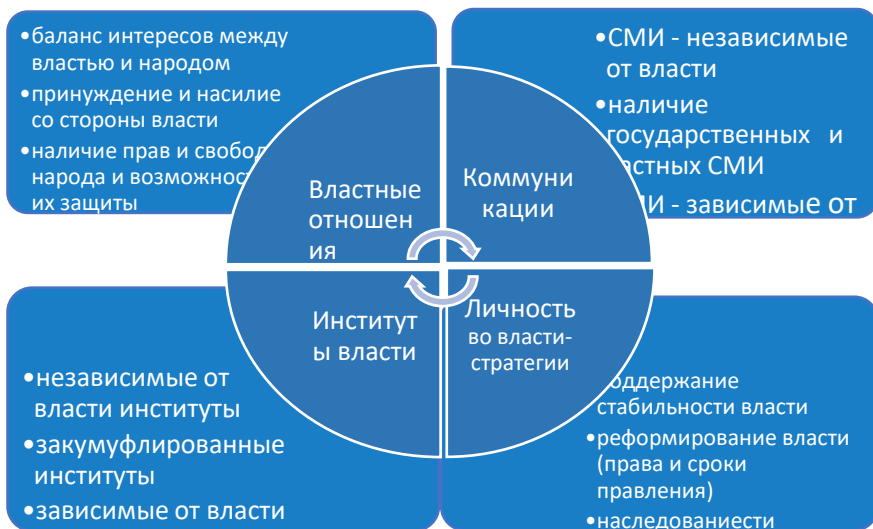 •баланс интересов между
властью и народом
•принуждение и насилие
со стороны власти
•наличие прав и свобод
народа и возможност
их защиты
•СМИ - независимые
от власти
•наличие
государственных и
астных СМИ
МИ - зависимые от
Властные
отношен
ия
Коммуни
кации
Институт
ы власти
Личность
во власти-
стратегии
•независимые от
власти институты
•закумуфлированные
институты
•зависимые от власти
оддержание
стабильности власти
•реформирование власти
(права и сроки
правления)
•наследованиести